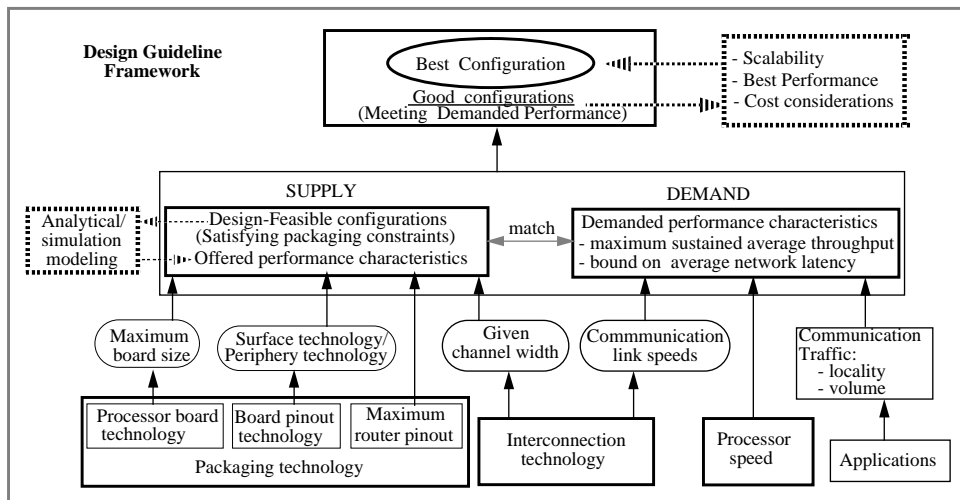 Design Guideline
Framework
Best Configuration
Good configurations
(Meeting Demanded Performance)
- Scalability
- Best Performance
- Cost considerations
SUPPLY
DEMAND
Analytical/
simulation
modeling
Design-Feasible configurations
(Satisfying packaging constraints)
Offered performance characteristics
match
Demanded performance characteristics
- maximum sustained average throughput
- bound on average network latency
Maximum
board size
Surface technology/
Periphery technology
Given
channel width
Commmunication
link speeds
Communication
Traffic:
- locality
- volume
Processor board
technology
Board pinout
technology
Maximum
router pinout
Packaging technology
Interconnection
technology
Processor
speed
Applications